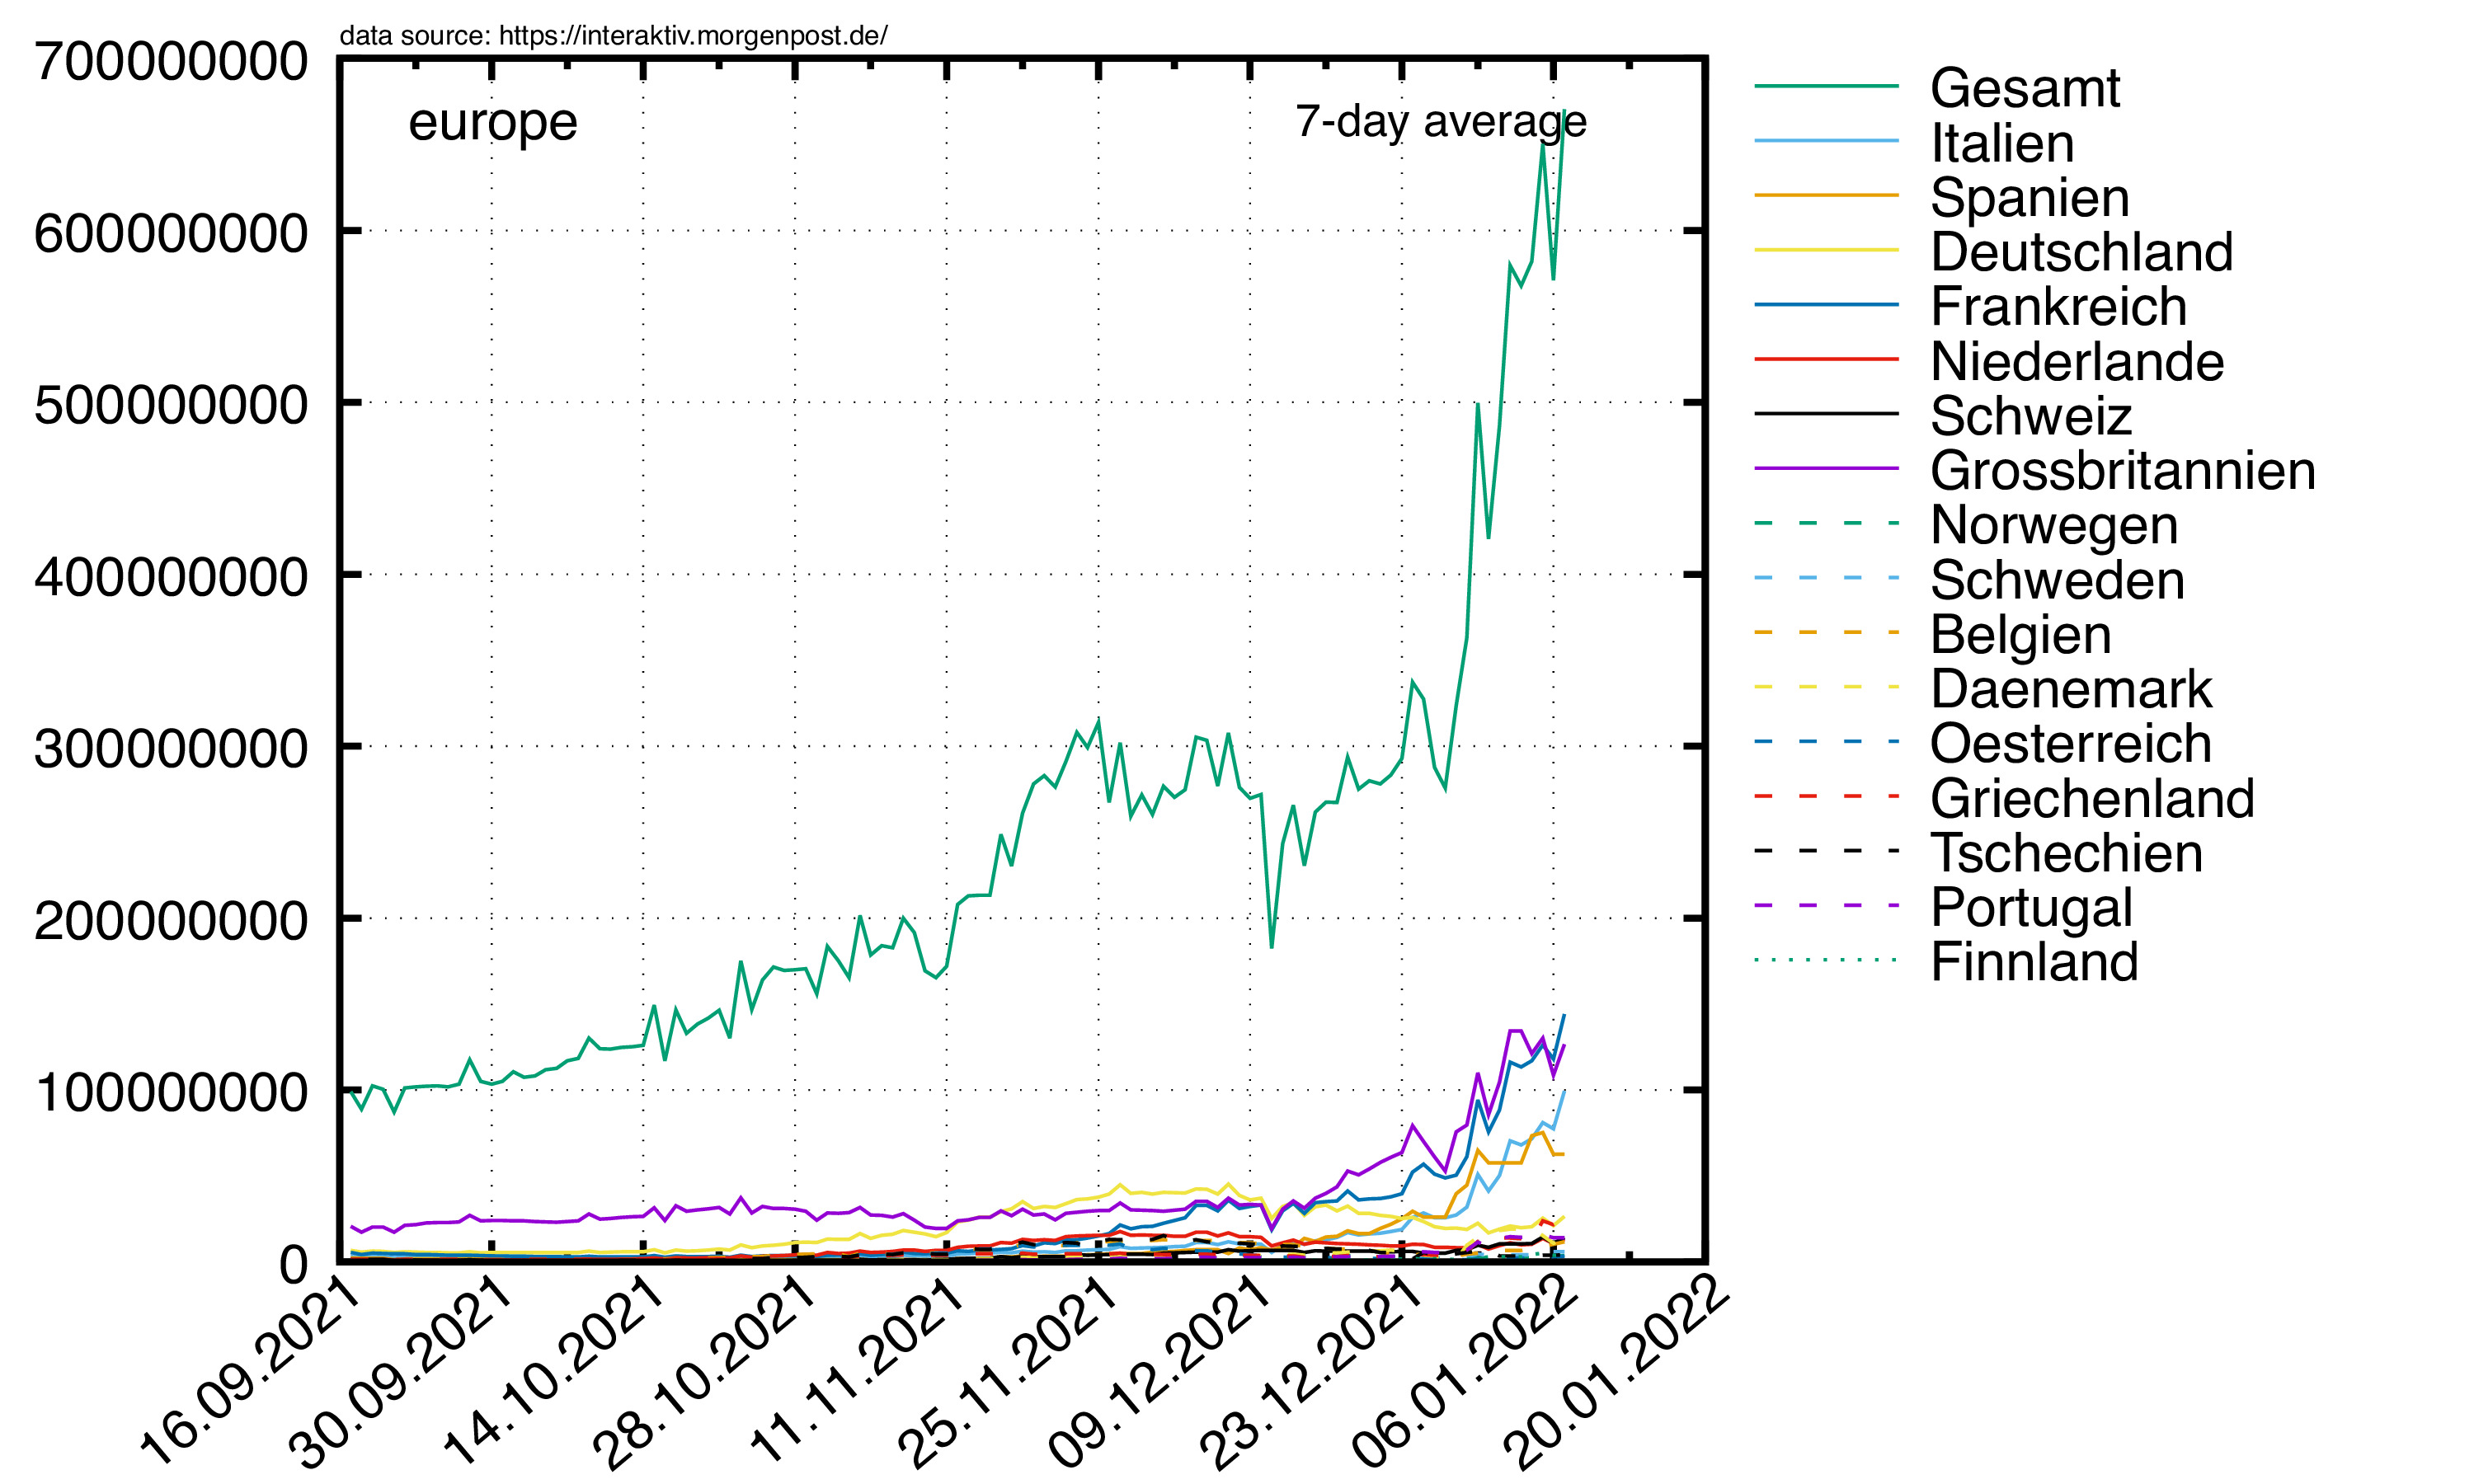 data source: https://interaktiv.morgenpost.de/
700000000
600000000
500000000
400000000
300000000
200000000
100000000
0
europe
7-day average
16.09.2021
30.09.2021
14.10.2021
28.10.2021
11.11.2021
25.11.2021
09.12.2021
23.12.2021
06.01.2022
20.01.2022
Gesamt
Italien
Spanien
Deutschland
Frankreich
Niederlande
Schweiz
Grossbritannien
Norwegen
Schweden
Belgien
Daenemark
Oesterreich
Griechenland
Tschechien
Portugal
Finnland